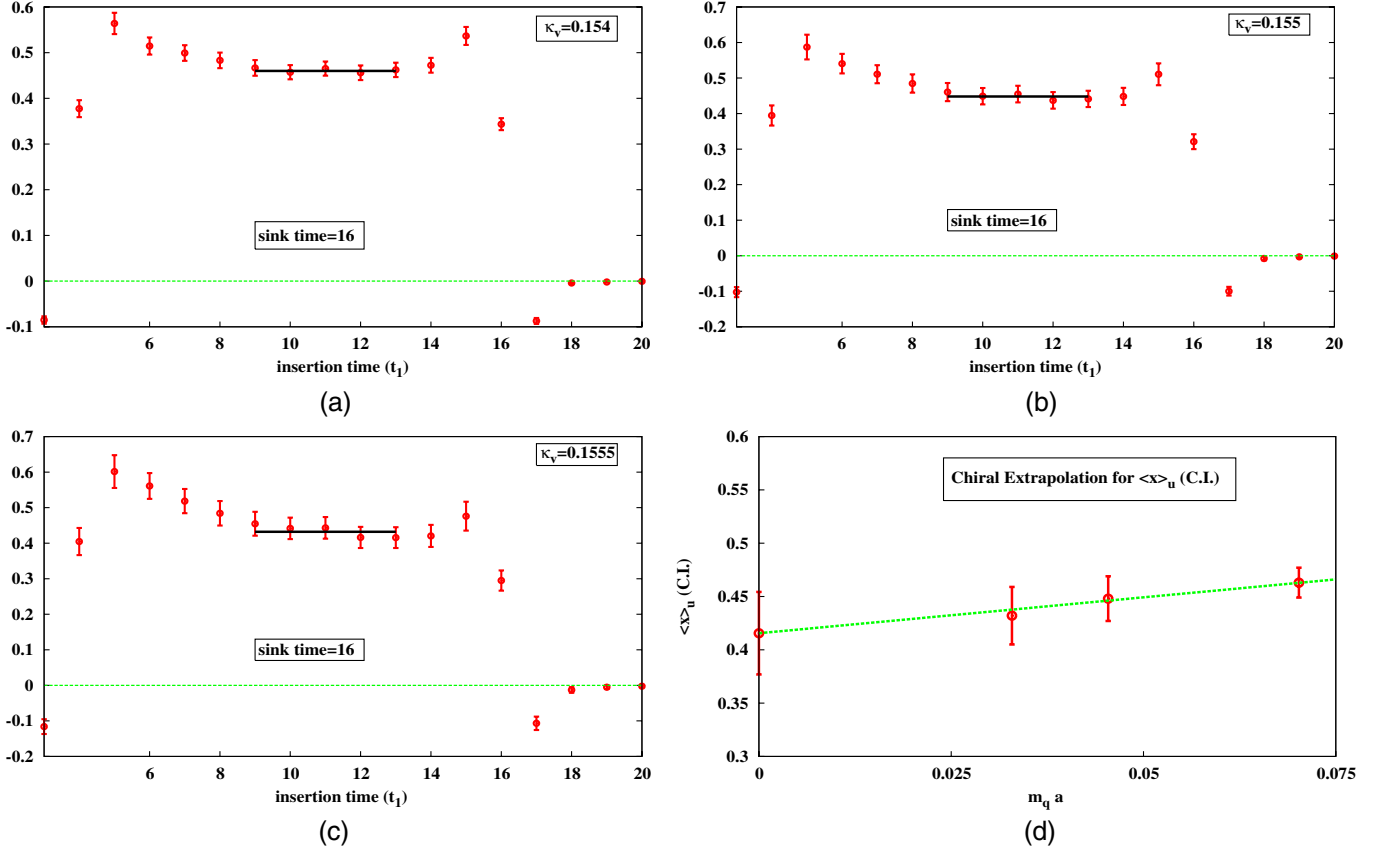 0.6
κv=0.154
0.5
0.4
0.3
0.2
0.1
sink time=16
0
-0.1
6 8 10 12 14 16 18 20
insertion time (t1)
(a)
0.7
κv=0.155
0.6
0.5
0.4
0.3
0.2
0.1
sink time=16
0
-0.1
-0.2
6 8 10 12 14 16 18 20
insertion time (t1)
(b)
0.7
κv=0.1555
0.6
0.5
0.4
0.3
0.2
0.1
sink time=16
0
-0.1
-0.2
6 8 10 12 14 16 18 20
insertion time (t1)
(c)
0.6
Chiral Extrapolation for <x>u (C.I.)
0.55
0.5
0.45
0.4
0.35
0.3
<x>u (C.I.)
0 0.025 0.05 0.075
mq a
(d)